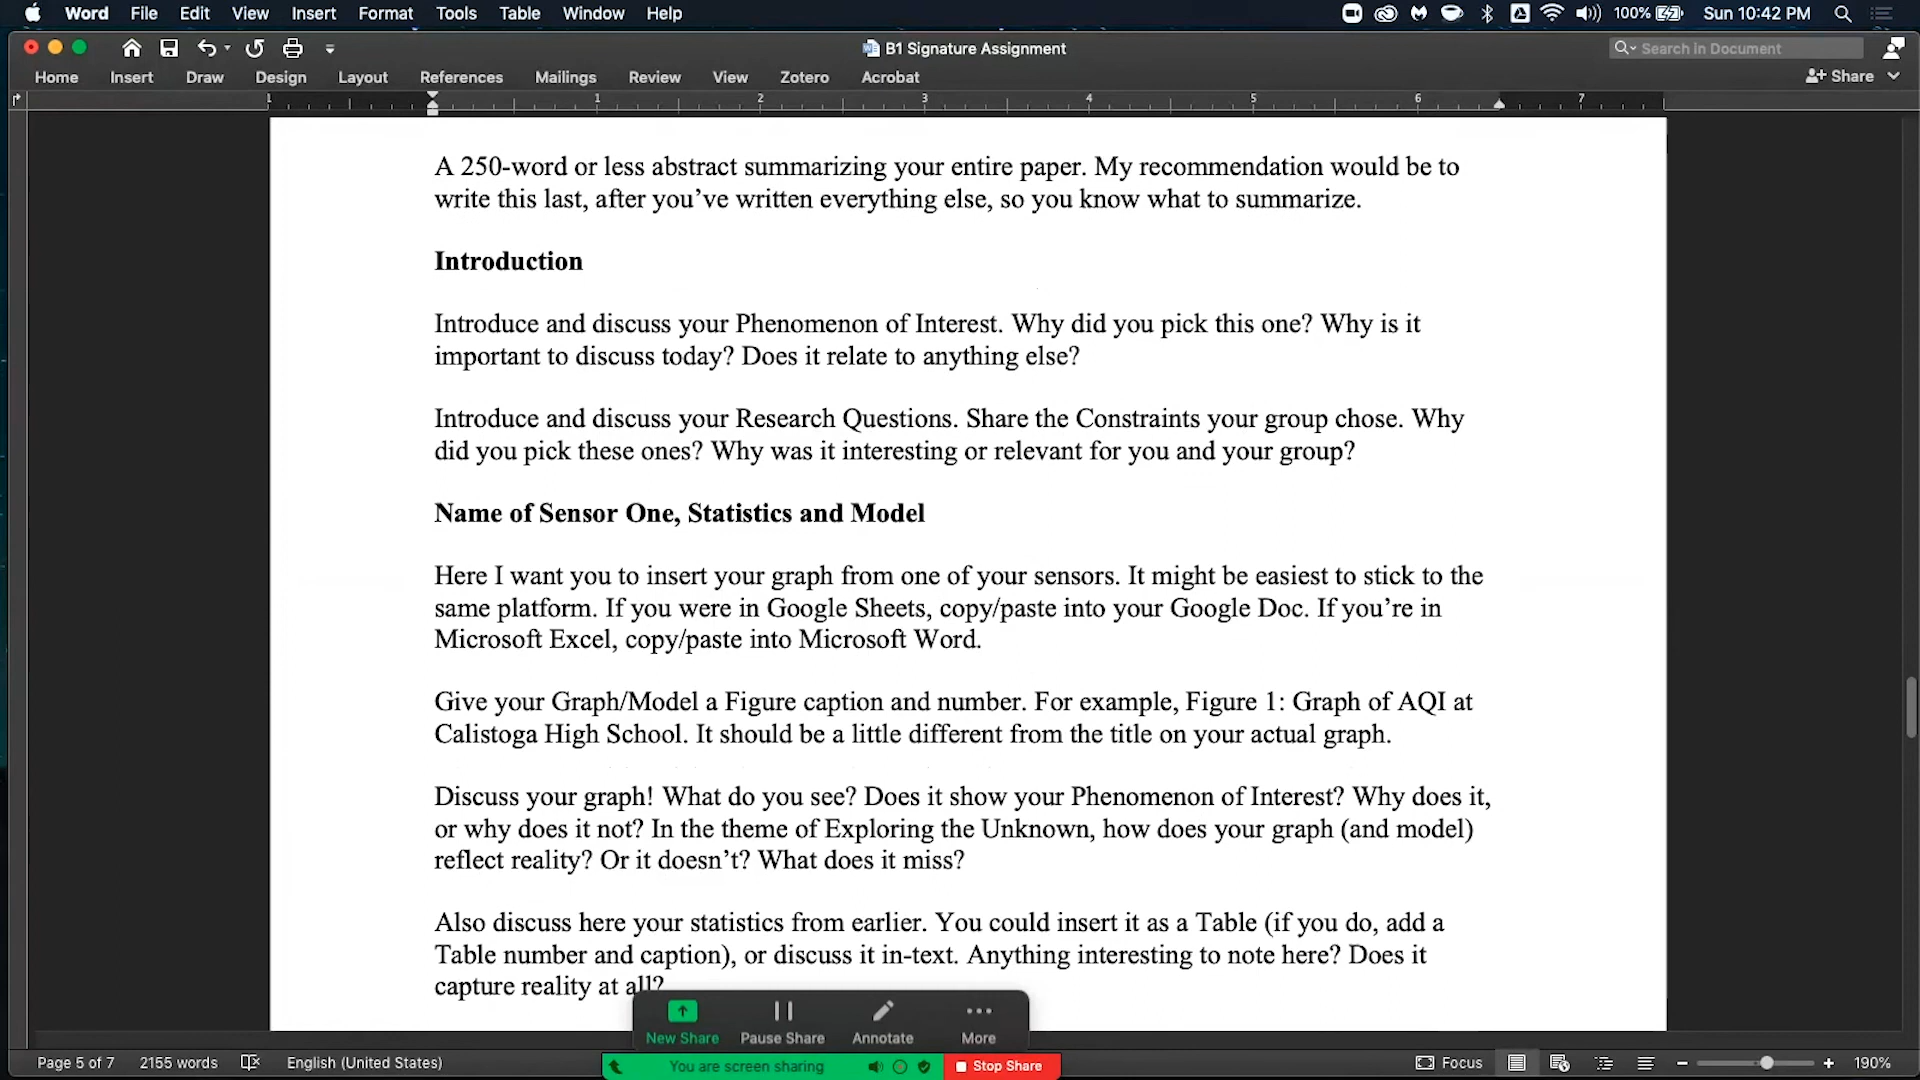 Word File Edit View Insert Format Tools Table Window Help 100% Sun 10:42 PM
B1 Signature Assignment Search in Document
Home Insert Draw Design Layout References Mailings Review View Zotero Acrobat Share
1 1 2 3 4 5 6 7
A 250-word or less abstract summarizing your entire paper. My recommendation would be to
write this last, after you’ve written everything else, so you know what to summarize.
Introduction
Introduce and discuss your Phenomenon of Interest. Why did you pick this one? Why is it
important to discuss today? Does it relate to anything else?
Introduce and discuss your Research Questions. Share the Constraints your group chose. Why
did you pick these ones? Why was it interesting or relevant for you and your group?
Name of Sensor One, Statistics and Model
Here I want you to insert your graph from one of your sensors. It might be easiest to stick to the
same platform. If you were in Google Sheets, copy/paste into your Google Doc. If you’re in
Microsoft Excel, copy/paste into Microsoft Word.
Give your Graph/Model a Figure caption and number. For example, Figure 1: Graph of AQI at
Calistoga High School. It should be a little different from the title on your actual graph.
Discuss your graph! What do you see? Does it show your Phenomenon of Interest? Why does it,
or why does it not? In the theme of Exploring the Unknown, how does your graph (and model)
reflect reality? Or it doesn’t? What does it miss?
Also discuss here your statistics from earlier. You could insert it as a Table (if you do, add a
Table number and caption), or discuss it in-text. Anything interesting to note here? Does it
capture reality at all?
New Share Pause Share Annotate More
You are screen sharing Stop Share
Page 5 of 7 2155 words English (United States) Focus 190%